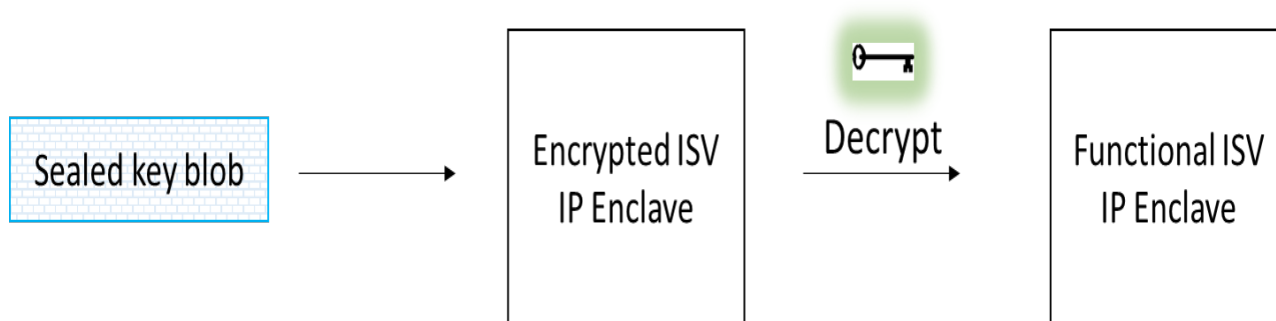 Sealed key blob
Encrypted ISV
IP Enclave
Decrypt
Functional ISV
IP Enclave